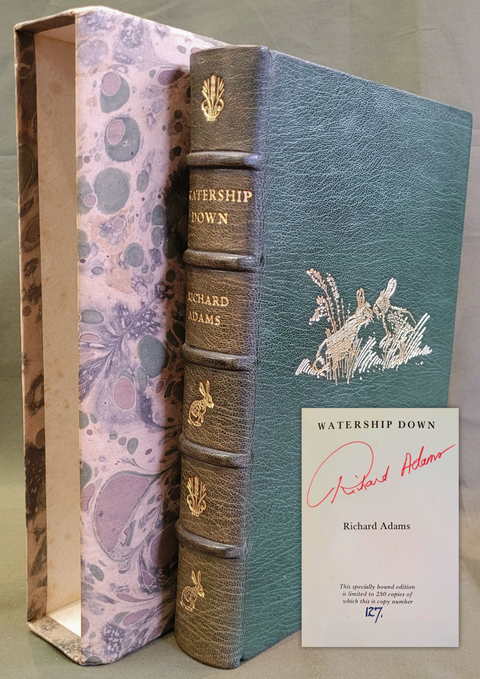 WATERSHIP
DOWN
RICHARD
ADAMS
WATERSHIP DOWN
Richard Adams
Richard Adams
This specially bound edition
is limited to 250 copies of
which this is copy number
127.